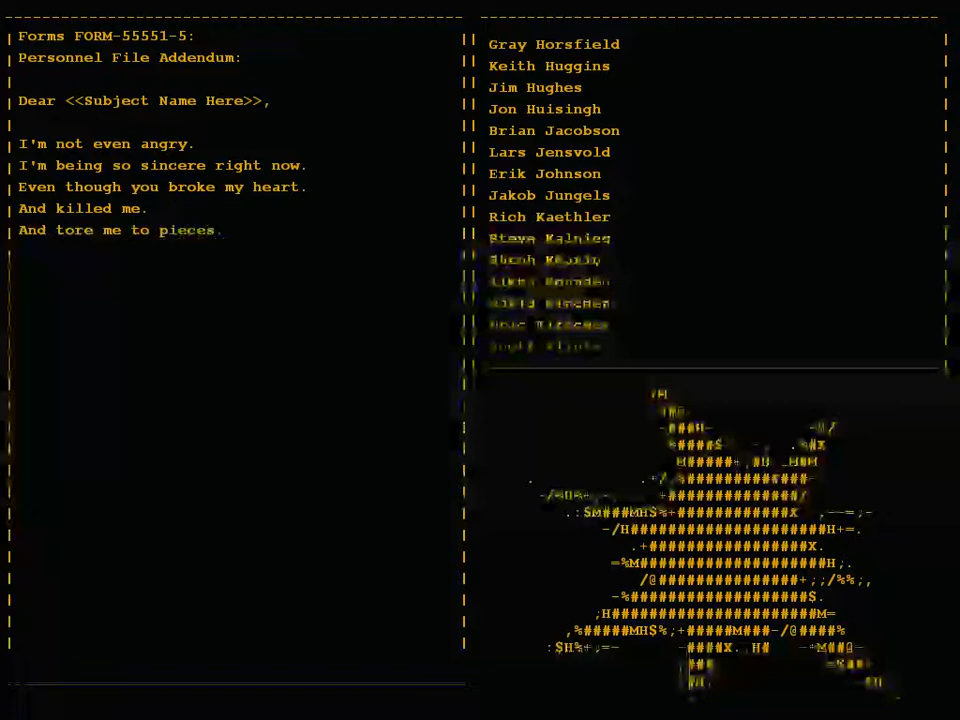 Forms FORM-55551-5:
Personnel File Addendum:
Dear <<Subject Name Here>>,
I'm not even angry.
I'm being so sincere right now.
Even though you broke my heart.
And killed me.
And tore me to pieces.
Gray Horsfield
Keith Huggins
Jim Hughes
Jon Huisingh
Brian Jacobson
Lars Jensvold
Erik Johnson
Jakob Jungels
Rich Kaethler
Steve Kalning